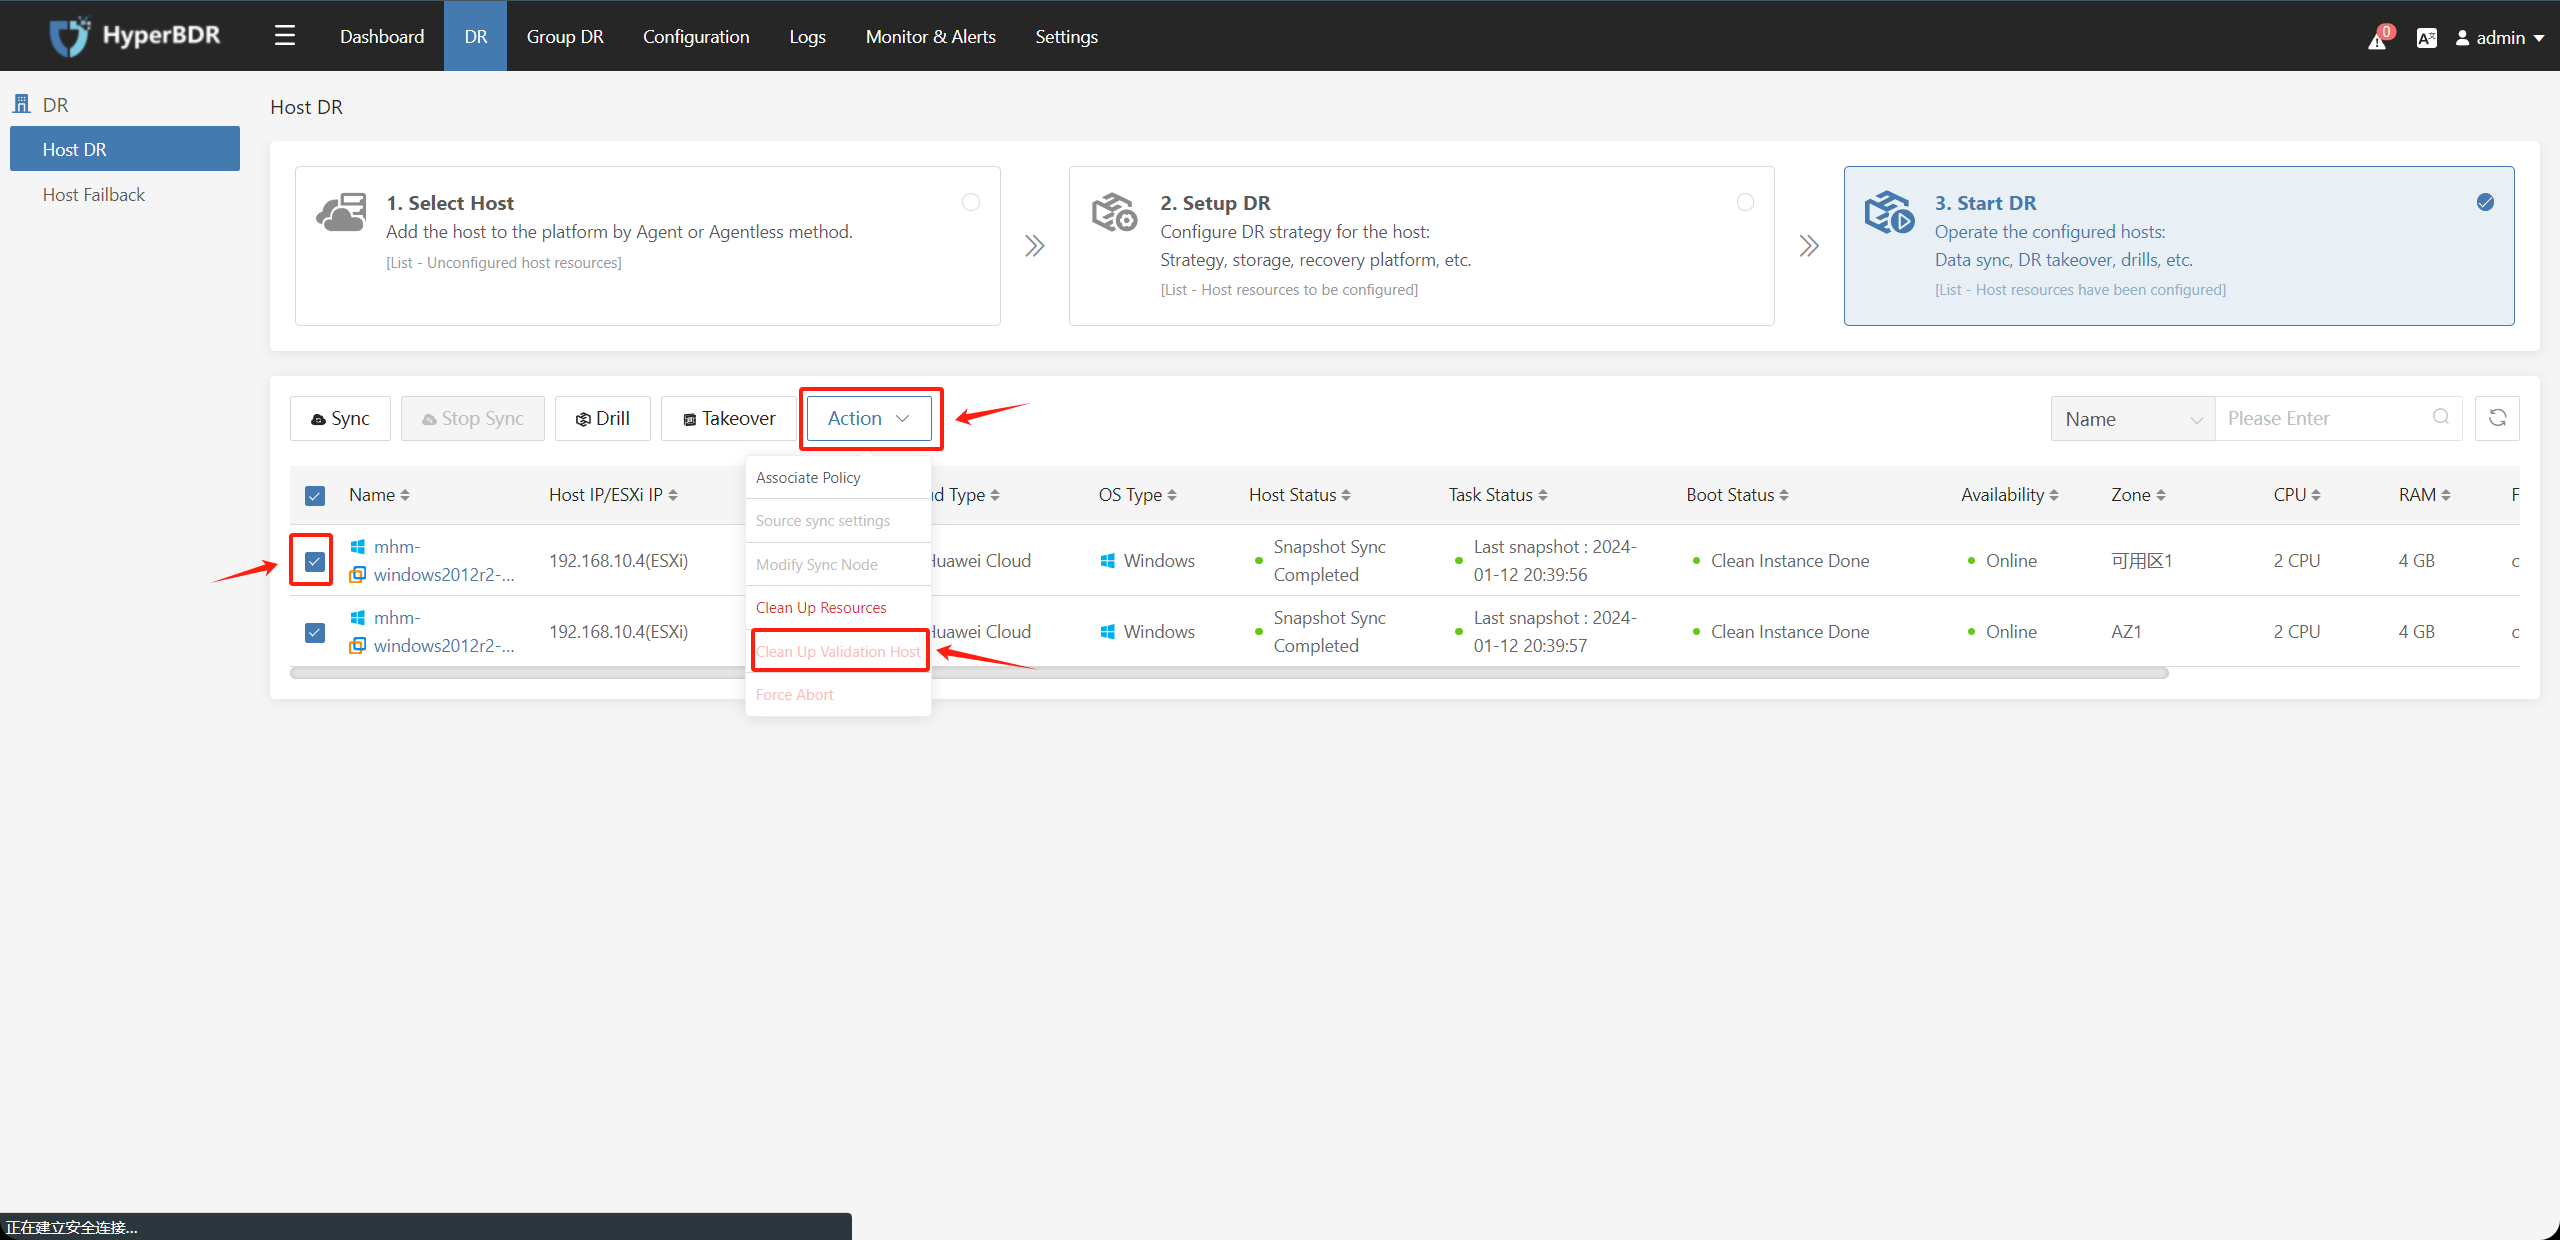 HyperBDR
Dashboard
DR
Group DR
Configuration
Logs
Monitor & Alerts
Settings
0
admin
DR
Host DR
Host Failback
Host DR
1. Select Host
Add the host to the platform by Agent or Agentless method.
[List - Unconfigured host resources]
2. Setup DR
Configure DR strategy for the host:
Strategy, storage, recovery platform, etc.
[List - Host resources to be configured]
3. Start DR
Operate the configured hosts:
Data sync, DR takeover, drills, etc.
[List - Host resources have been configured]
Sync
Stop Sync
Drill
Takeover
Action
Name
Please Enter
Associate Policy
Source sync settings
Modify Sync Node
Clean Up Resources
Clean Up Validation Host
Force Abort
Name
Host IP/ESXi IP
d Type
OS Type
Host Status
Task Status
Boot Status
Availability
Zone
CPU
RAM
F
mhm-
windows2012r2-...
192.168.10.4(ESXi)
Huawei Cloud
Windows
Snapshot Sync
Completed
Last snapshot : 2024-
01-12 20:39:56
Clean Instance Done
Online
可用区1
2 CPU
4 GB
mhm-
windows2012r2-...
192.168.10.4(ESXi)
Huawei Cloud
Windows
Snapshot Sync
Completed
Last snapshot : 2024-
01-12 20:39:57
Clean Instance Done
Online
AZ1
2 CPU
4 GB
正在建立安全连接...